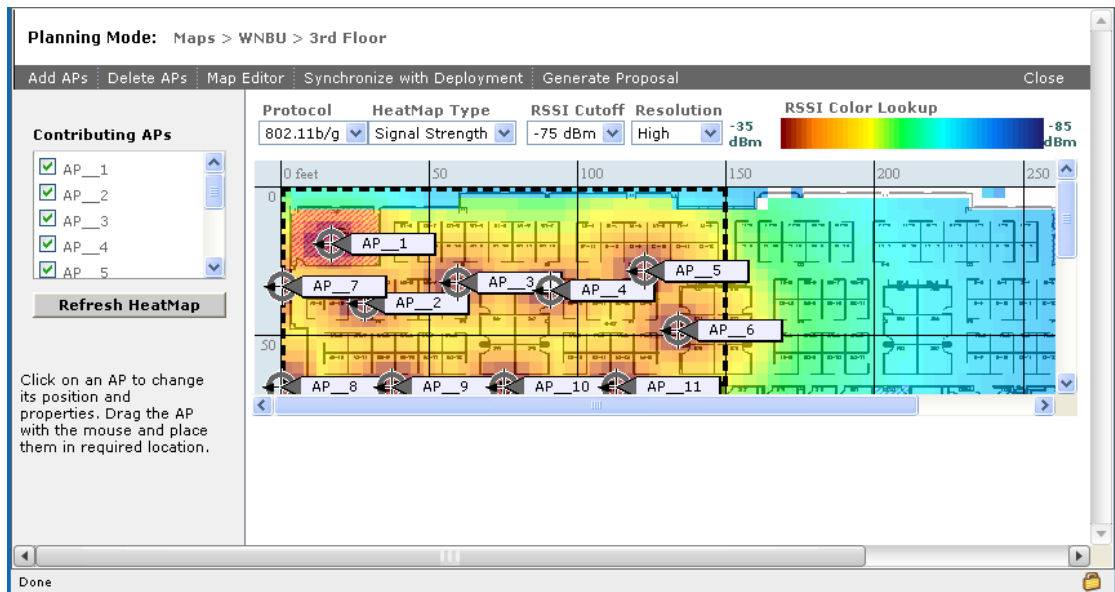 Planning Mode: Maps > WNBU > 3rd Floor
Add APs Delete APs Map Editor Synchronize with Deployment Generate Proposal Close
Protocol HeatMap Type RSSI Cutoff Resolution RSSI Color Lookup
802.11b/g Signal Strength -75 dBm High -35 dBm -85 dBm
Contributing APs
AP__1
AP__2
AP__3
AP__4
AP__5
Refresh HeatMap
Click on an AP to change
its position and
properties. Drag the AP
with the mouse and place
them in required location.
0 feet 50 100 150 200 250
0
AP__1
AP__5
AP__7 AP__3 AP__4
AP__2
AP__6
50
AP__8 AP__9 AP__10 AP__11
Done